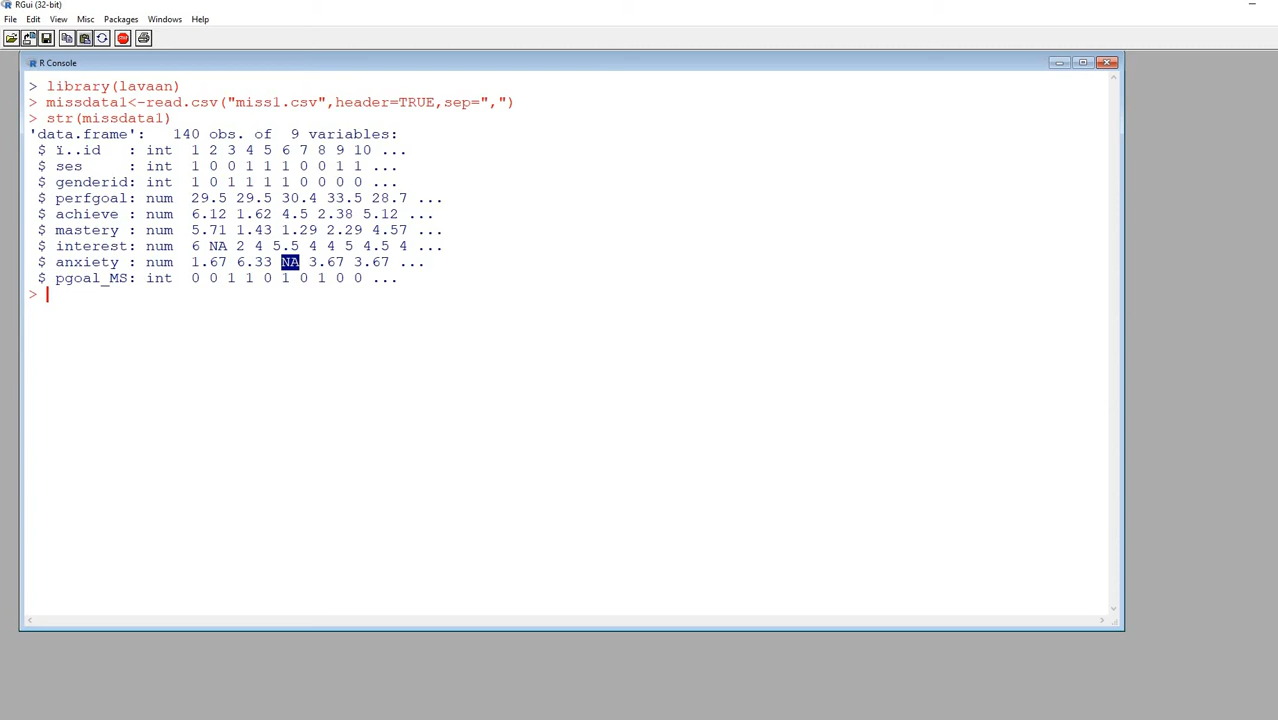 RGui (32-bit)
File Edit View Misc Packages Windows Help
R Console
> library(lavaan)
> missdata1<-read.csv("miss1.csv",header=TRUE,sep=",")
> str(missdata1)
'data.frame':   140 obs. of  9 variables:
 $ ï..id   : int  1 2 3 4 5 6 7 8 9 10 ...
 $ ses     : int  1 0 0 1 1 1 0 0 1 1 ...
 $ genderid: int  1 0 1 1 1 1 0 0 0 0 ...
 $ perfgoal: num  29.5 29.5 30.4 33.5 28.7 ...
 $ achieve : num  6.12 1.62 4.5 2.38 5.12 ...
 $ mastery : num  5.71 1.43 1.29 2.29 4.57 ...
 $ interest: num  6 NA 2 4 5.5 4 4 5 4.5 4 ...
 $ anxiety : num  1.67 6.33 NA 3.67 3.67 ...
 $ pgoal_MS: int  0 0 1 1 0 1 0 1 0 0 ...
>